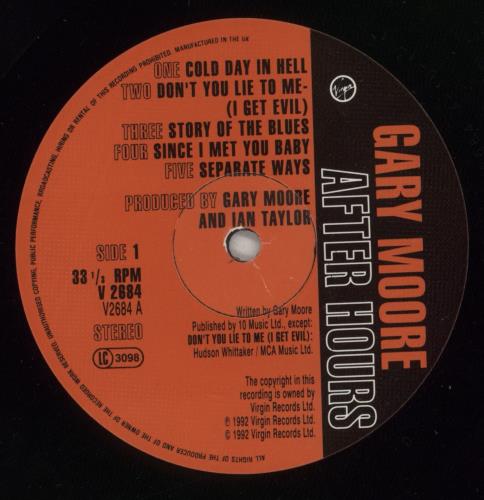 ALL RIGHTS OF THE PRODUCER AND OF THE OWNER OF THE RECORDED WORK RESERVED. UNAUTHORISED COPYING, PUBLIC PERFORMANCE, BROADCASTING, HIRING OR RENTAL OF THIS RECORDING PROHIBITED. MANUFACTURED IN THE UK
ONE COLD DAY IN HELL
TWO DON'T YOU LIE TO ME-
(I GET EVIL)
THREE STORY OF THE BLUES
FOUR SINCE I MET YOU BABY
FIVE SEPARATE WAYS
PRODUCED BY GARY MOORE
AND IAN TAYLOR
Virgin
GARY MOORE
AFTER HOURS
SIDE 1
33 1/3 RPM
V 2684
V2684 A
STEREO
LC 3098
Written by Gary Moore
Published by 10 Music Ltd., except:
DON'T YOU LIE TO ME (I GET EVIL):
Hudson Whittaker / MCA Music Ltd.
The copyright in this
recording is owned by
Virgin Records Ltd.
℗ 1992 Virgin Records Ltd.
© 1992 Virgin Records Ltd.